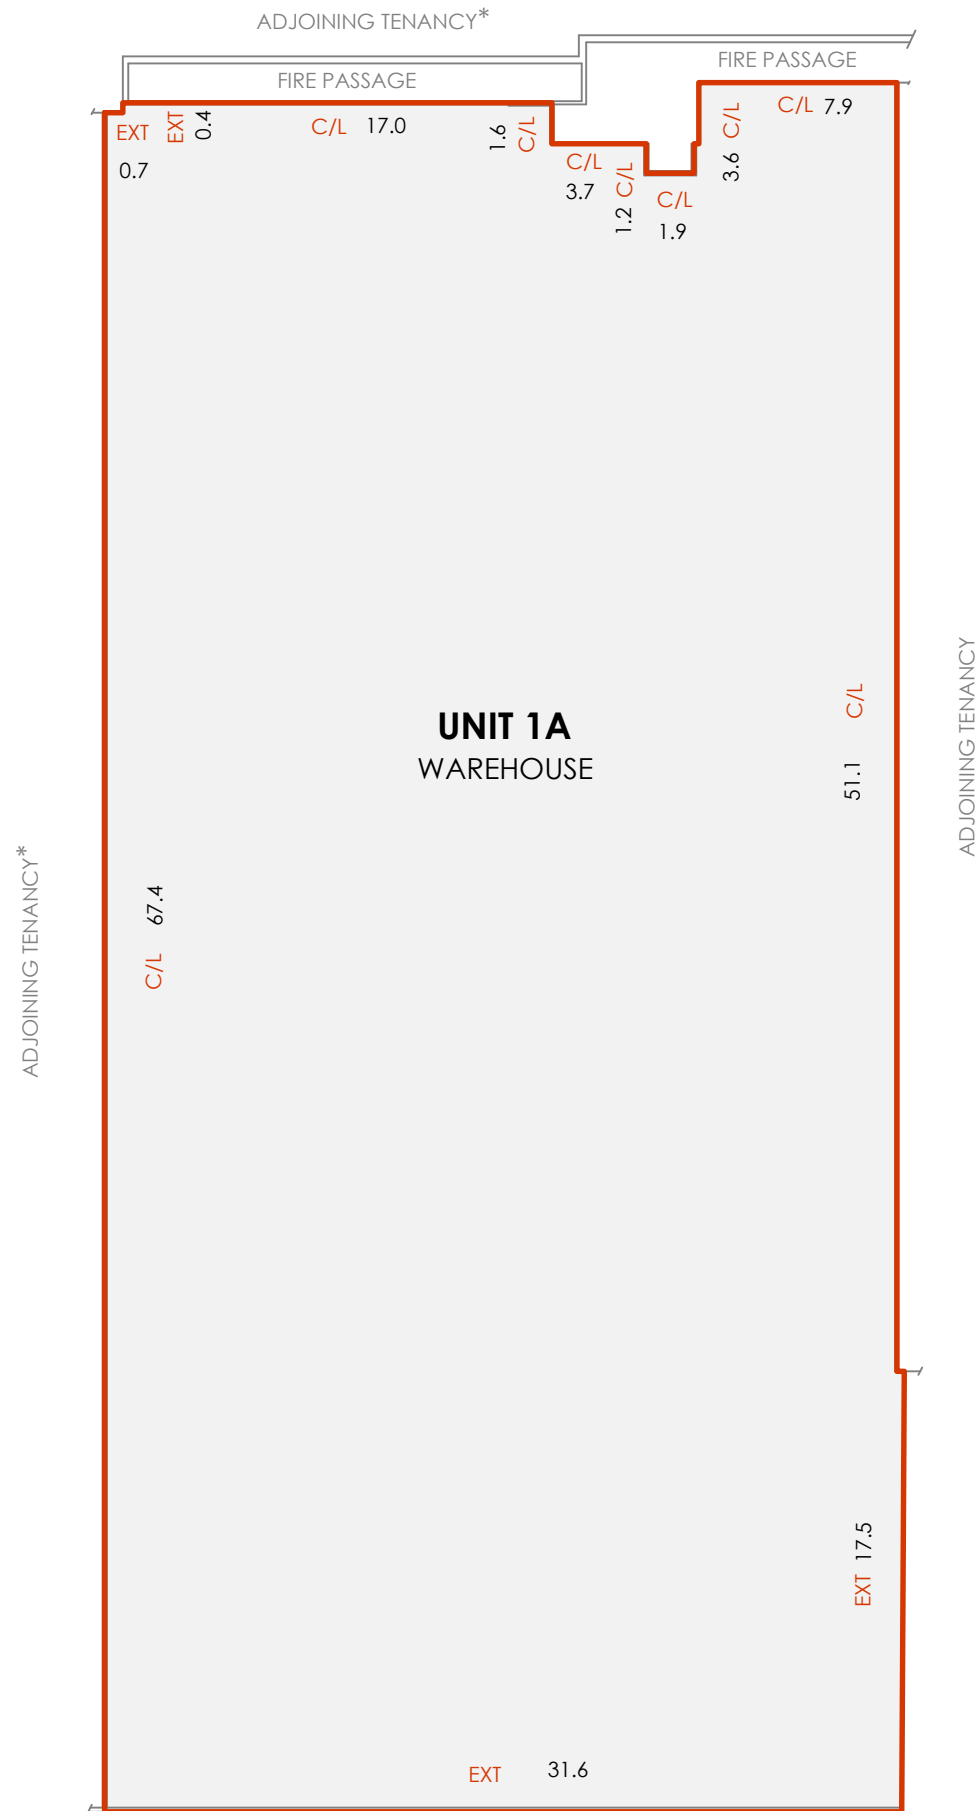 ADJOINING TENANCY*
FIRE PASSAGE
FIRE PASSAGE
EXT
0.7
EXT 0.4
C/L 17.0
1.6 C/L
C/L
3.7
1.2 C/L
C/L
1.9
3.6 C/L
C/L 7.9
UNIT 1A
WAREHOUSE
51.1 C/L
ADJOINING TENANCY
ADJOINING TENANCY*
C/L 67.4
EXT 17.5
EXT 31.6